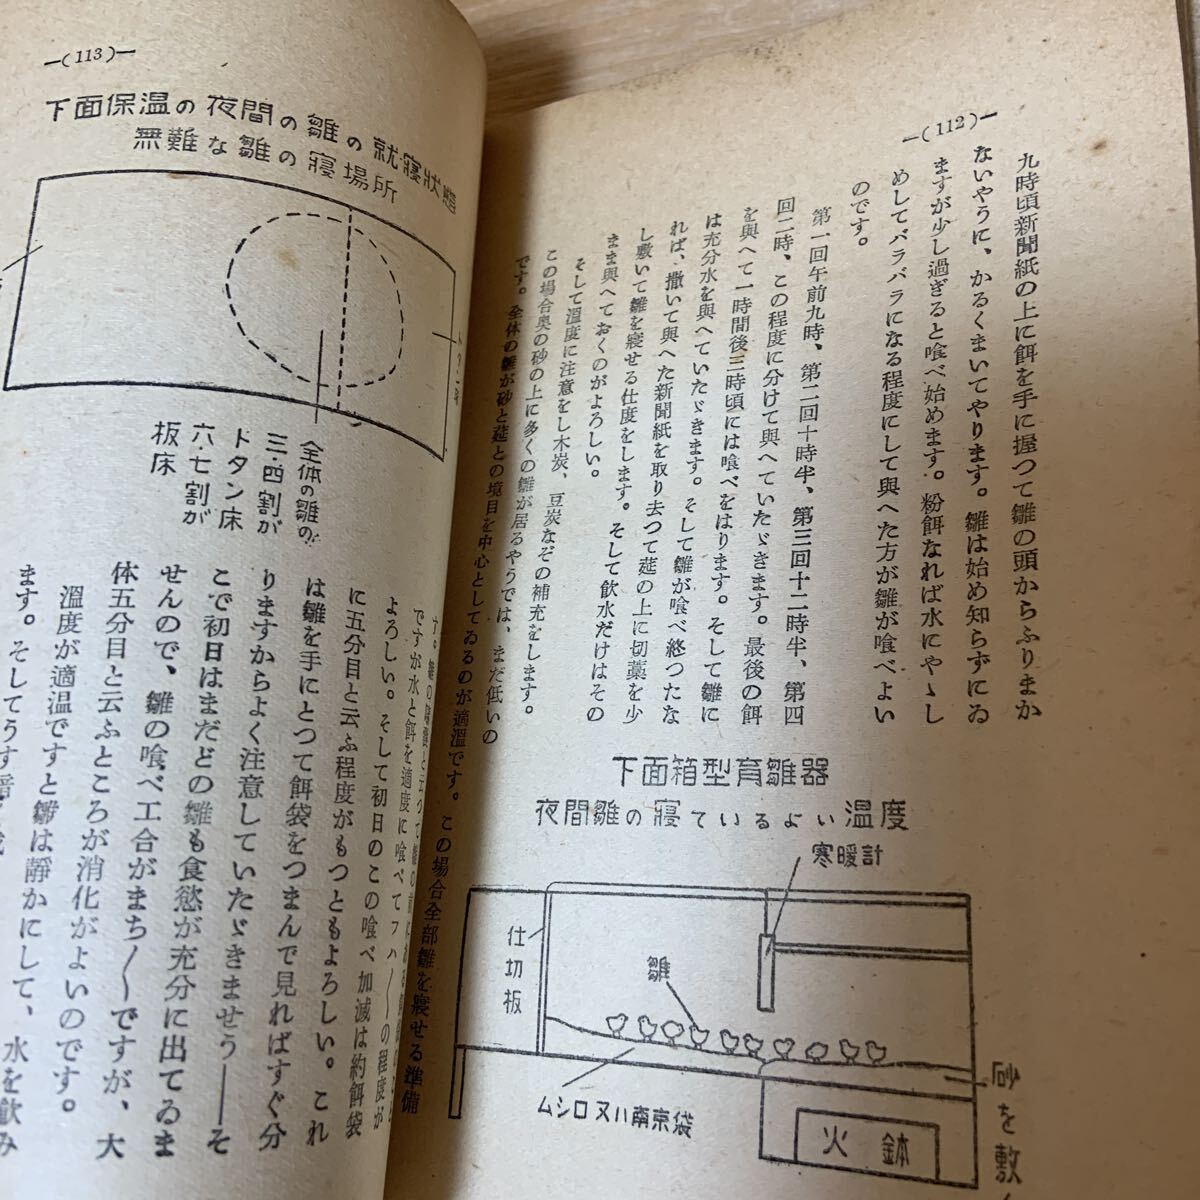 —(112)—
九時頃新聞紙の上に餌を手に握つて雛の頭からふりまか
ないやうに、かるくまいてやります。雛は始め知らずにゐ
ますが少し過ぎると喰べ始めます。粉餌なれば水にやゝし
めしてバラバラになる程度にして與へた方が雛が喰べよい
のです。
第一回午前九時、第二回十時半、第三回十二時半、第四
回二時、この程度に分けて與へていたゞきます。最後の餌
を與へて一時間後三時頃には喰べをはります。そして雛に
は充分水を與へていたゞきます。そして雛が喰べ終つたな
れば、撒いて與へた新聞紙を取り去つて莚の上に切藁を少
し敷いて雛を寢せる仕度をします。そして飲水だけはその
まま與へておくのがよろしい。
そして溫度に注意をし木炭、豆炭なぞの補充をします。
この場合奥の砂の上に多くの雛が居るやうでは、まだ低いの
です。全体の雛が砂と莚との境目を中心としてゐるのが適溫です。この場合全部雛を寢せる準備
下面箱型育雛器
夜間雛の寢ているよい溫度
寒暖計
仕切板
雛
ムシロ又ハ南京袋
火鉢
砂を敷
—(113)—
下面保溫の夜間の雛の就寢狀態
無難な雛の寢場所
全体の雛の
三・四割が
トタン床
六・七割が
板床
ですが水と餌を適度に喰べて
の程度が
よろしい。そして初日のこの喰べ加減は約餌袋
に五分目と云ふ程度がもつともよろしい。これ
は雛を手にとつて餌袋をつまんで見ればすぐ分
りますからよく注意していたゞきませう——そ
こで初日はまだどの雛も食慾が充分に出てゐま
せんので、雛の喰べ工合がまち〱ですが、大
体五分目と云ふところが消化がよいのです。
溫度が適溫ですと雛は靜かにして、水を飲み
ます。そしてうす